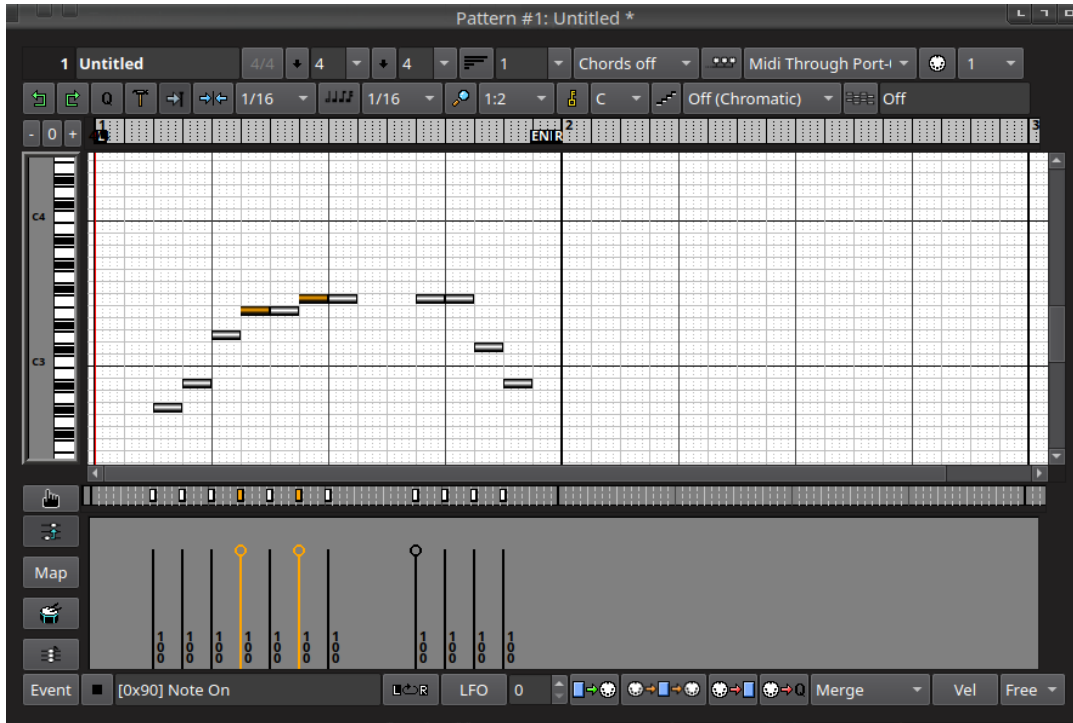 Pattern #1: Untitled *
1 Untitled 4/4 4 4 1 Chords off Midi Through Port- 1
Q 1/16 1/16 1:2 C Off (Chromatic) Off
- 0 + 1 L END R 2 3
C4
C3
Map
100 100 100 100 100 100 100 100 100 100 100
Event [0x90] Note On L R LFO 0 Q Merge Vel Free